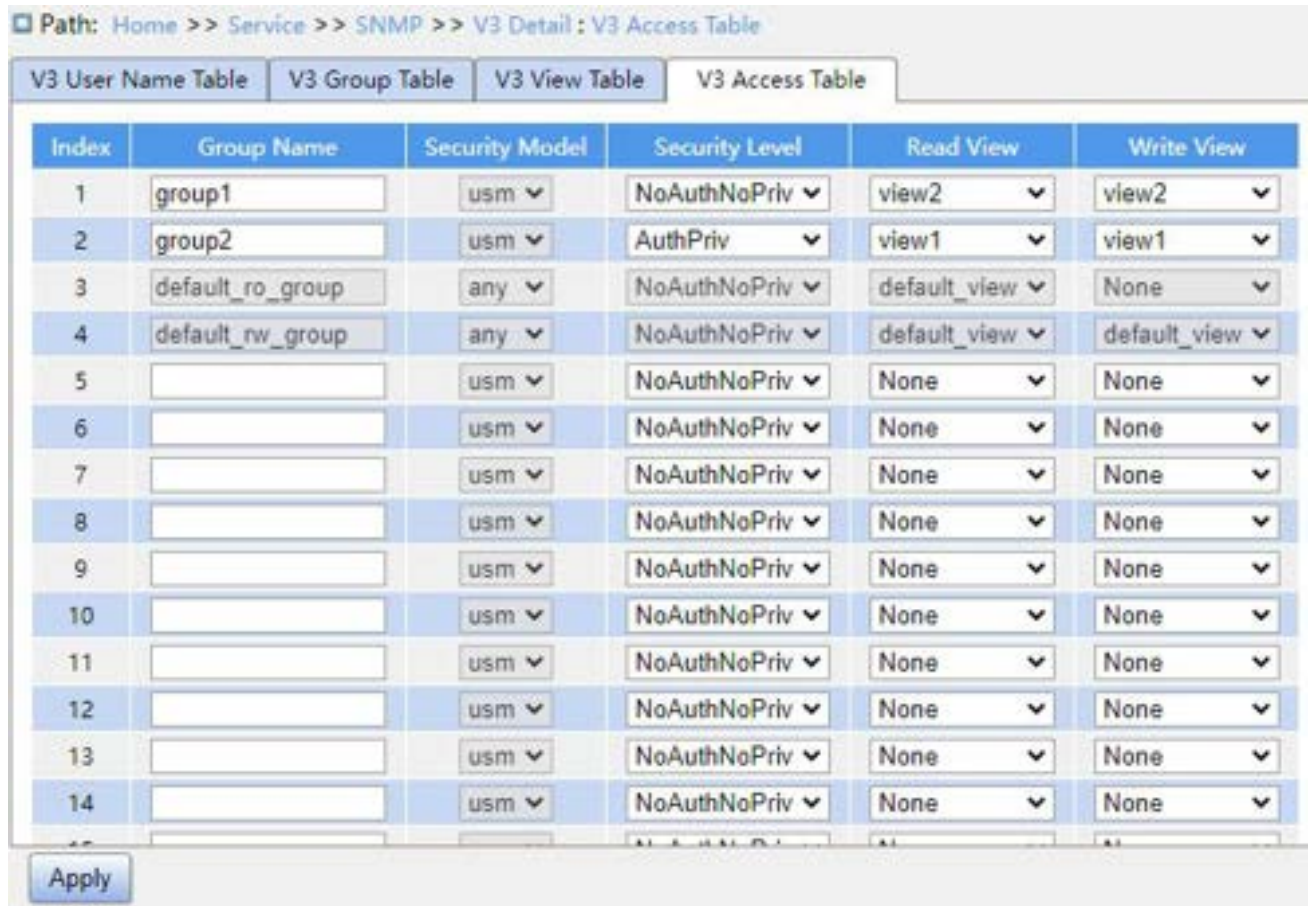 Path: Home >> Service >> SNMP >> V3 Detail : V3 Access Table
V3 User Name Table V3 Group Table V3 View Table V3 Access Table
Index Group Name Security Model Security Level Read View Write View
1 group1 usm NoAuthNoPriv view2 view2
2 group2 usm AuthPriv view1 view1
3 default_ro_group any NoAuthNoPriv default_view None
4 default_rw_group any NoAuthNoPriv default_view default_view
5 usm NoAuthNoPriv None None
6 usm NoAuthNoPriv None None
7 usm NoAuthNoPriv None None
8 usm NoAuthNoPriv None None
9 usm NoAuthNoPriv None None
10 usm NoAuthNoPriv None None
11 usm NoAuthNoPriv None None
12 usm NoAuthNoPriv None None
13 usm NoAuthNoPriv None None
14 usm NoAuthNoPriv None None
Apply